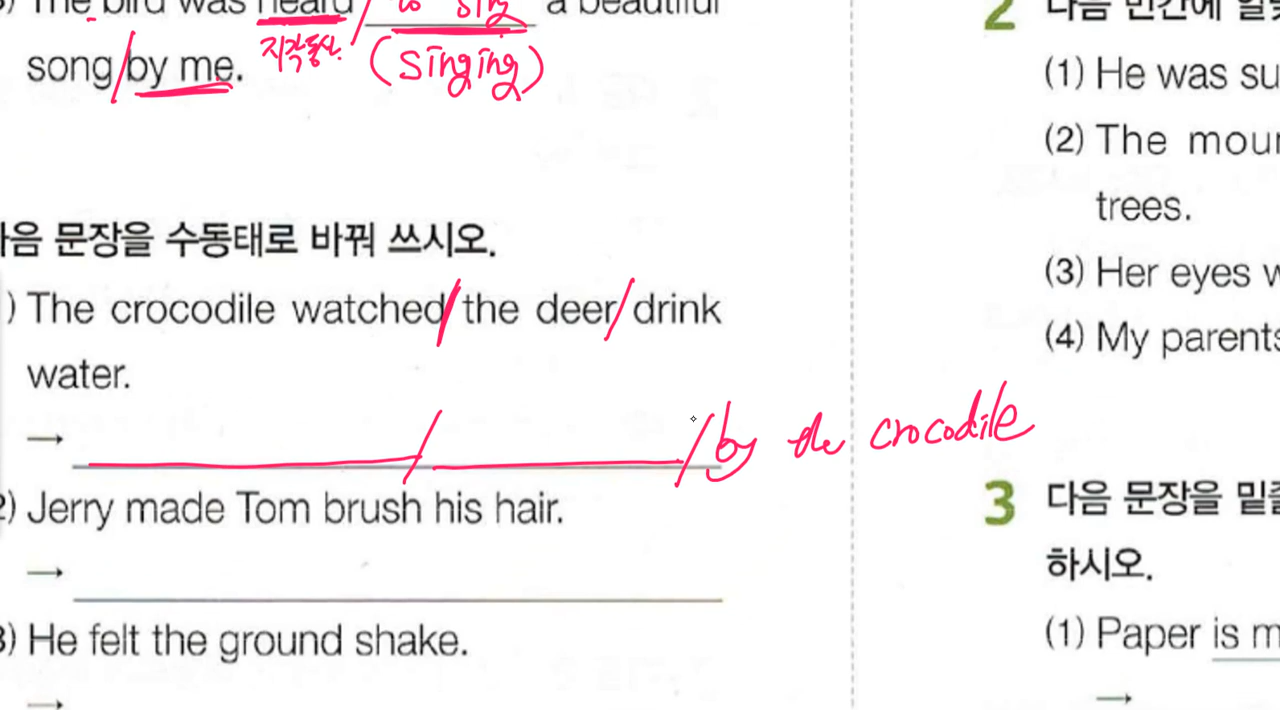 The bird was heard / to sing a beautiful
song / by me. 지각동사. (singing)
다음 문장을 수동태로 바꿔 쓰시오.
) The crocodile watched / the deer / drink
water.
→ / / by the crocodile
2) Jerry made Tom brush his hair.
→
3) He felt the ground shake.
→
2 다음 빈칸에
(1) He was su
(2) The mour
trees.
(3) Her eyes w
(4) My parents
3 다음 문장을 밑줄
하시오.
(1) Paper is m
→